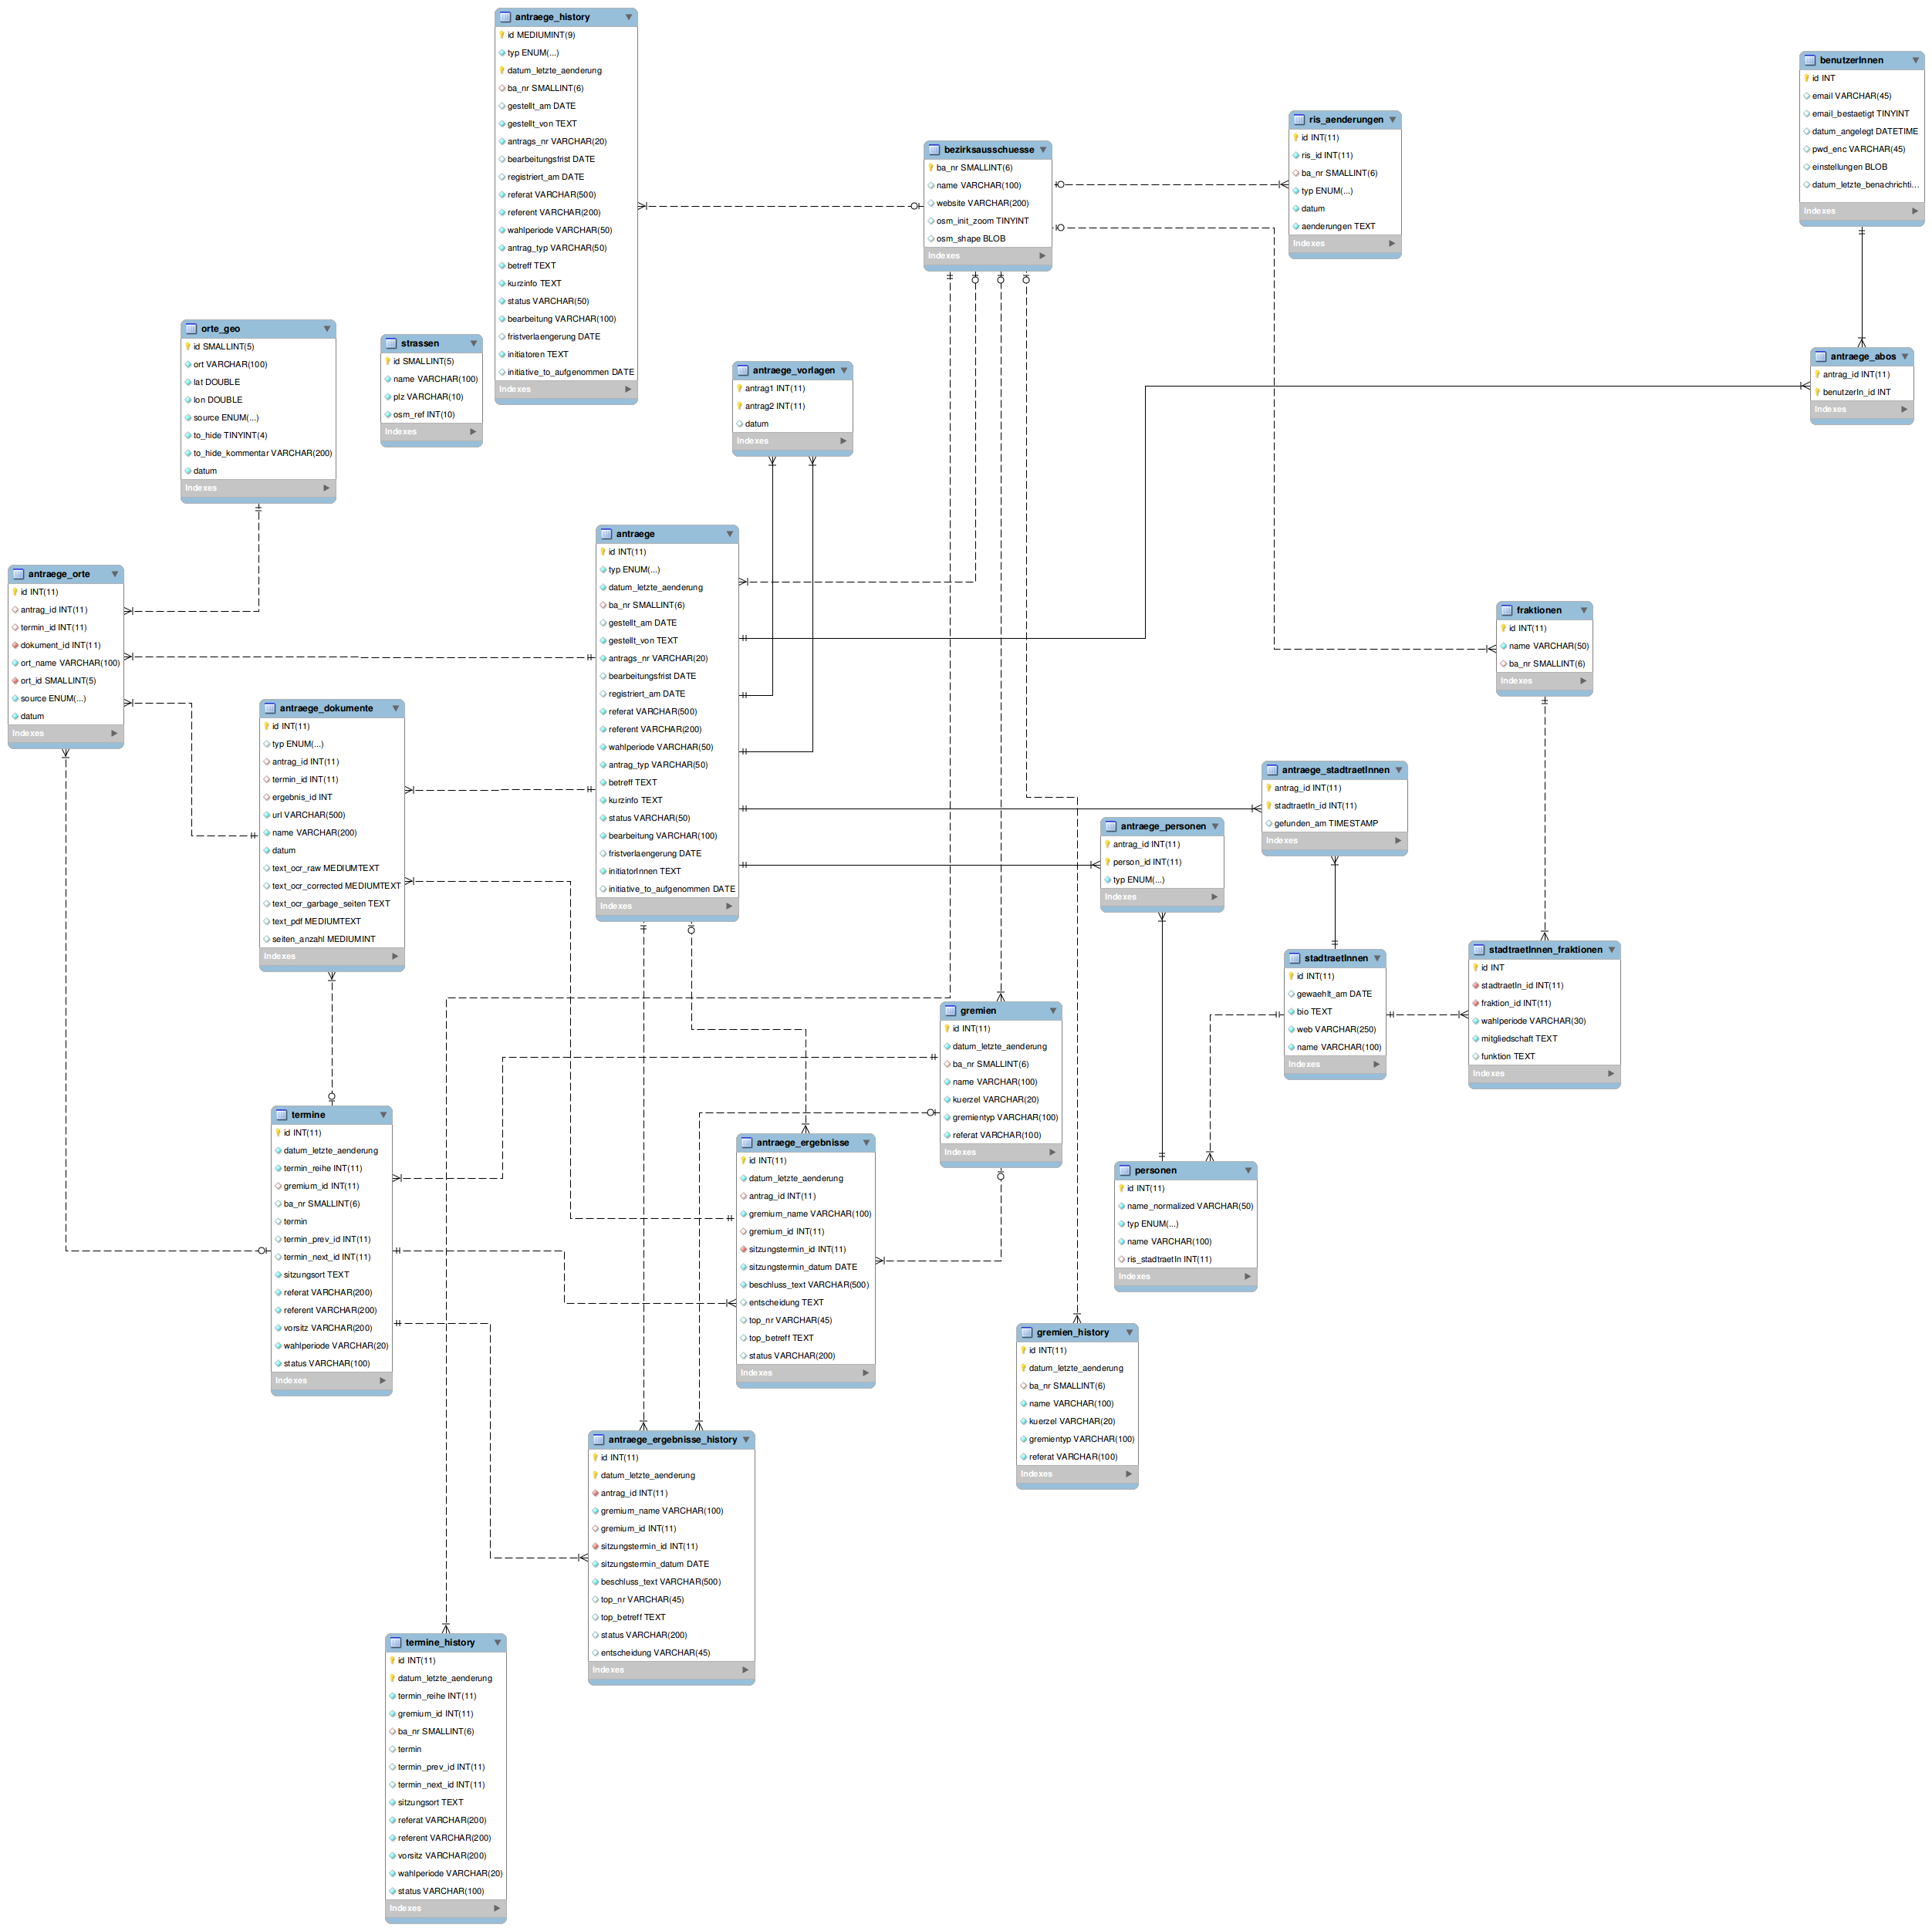 antraege_history
id MEDIUMINT(9)
typ ENUM(...)
datum_letzte_aenderung
ba_nr SMALLINT(6)
gestellt_am DATE
gestellt_von TEXT
antrags_nr VARCHAR(20)
bearbeitungsfrist DATE
registriert_am DATE
referat VARCHAR(500)
referent VARCHAR(200)
wahlperiode VARCHAR(50)
antrag_typ VARCHAR(50)
betreff TEXT
kurzinfo TEXT
status VARCHAR(50)
bearbeitung VARCHAR(100)
fristverlaengerung DATE
initiatoren TEXT
initiative_to_aufgenommen DATE
Indexes
benutzerInnen
id INT
email VARCHAR(45)
email_bestaetigt TINYINT
datum_angelegt DATETIME
pwd_enc VARCHAR(45)
einstellungen BLOB
datum_letzte_benachrichti...
Indexes
ris_aenderungen
id INT(11)
ris_id INT(11)
ba_nr SMALLINT(6)
typ ENUM(...)
datum
aenderungen TEXT
Indexes
bezirksausschuesse
ba_nr SMALLINT(6)
name VARCHAR(100)
website VARCHAR(200)
osm_init_zoom TINYINT
osm_shape BLOB
Indexes
orte_geo
id SMALLINT(5)
ort VARCHAR(100)
lat DOUBLE
lon DOUBLE
source ENUM(...)
to_hide TINYINT(4)
to_hide_kommentar VARCHAR(200)
datum
Indexes
strassen
id SMALLINT(5)
name VARCHAR(100)
plz VARCHAR(10)
osm_ref INT(10)
Indexes
antraege_vorlagen
antrag1 INT(11)
antrag2 INT(11)
datum
Indexes
antraege_abos
antrag_id INT(11)
benutzerIn_id INT
Indexes
antraege
id INT(11)
typ ENUM(...)
datum_letzte_aenderung
ba_nr SMALLINT(6)
gestellt_am DATE
gestellt_von TEXT
antrags_nr VARCHAR(20)
bearbeitungsfrist DATE
registriert_am DATE
referat VARCHAR(500)
referent VARCHAR(200)
wahlperiode VARCHAR(50)
antrag_typ VARCHAR(50)
betreff TEXT
kurzinfo TEXT
status VARCHAR(50)
bearbeitung VARCHAR(100)
fristverlaengerung DATE
initiatorInnen TEXT
initiative_to_aufgenommen DATE
Indexes
antraege_orte
id INT(11)
antrag_id INT(11)
termin_id INT(11)
dokument_id INT(11)
ort_name VARCHAR(100)
ort_id SMALLINT(5)
source ENUM(...)
datum
Indexes
fraktionen
id INT(11)
name VARCHAR(50)
ba_nr SMALLINT(6)
Indexes
antraege_dokumente
id INT(11)
typ ENUM(...)
antrag_id INT(11)
termin_id INT(11)
ergebnis_id INT
url VARCHAR(500)
name VARCHAR(200)
datum
text_ocr_raw MEDIUMTEXT
text_ocr_corrected MEDIUMTEXT
text_ocr_garbage_seiten TEXT
text_pdf MEDIUMTEXT
seiten_anzahl MEDIUMINT
Indexes
antraege_stadtraetInnen
antrag_id INT(11)
stadtraetIn_id INT(11)
gefunden_am TIMESTAMP
Indexes
antraege_personen
antrag_id INT(11)
person_id INT(11)
typ ENUM(...)
Indexes
stadtraetInnen
id INT(11)
gewaehlt_am DATE
bio TEXT
web VARCHAR(250)
name VARCHAR(100)
Indexes
stadtraetInnen_fraktionen
id INT
stadtraetIn_id INT(11)
fraktion_id INT(11)
wahlperiode VARCHAR(30)
mitgliedschaft TEXT
funktion TEXT
Indexes
gremien
id INT(11)
datum_letzte_aenderung
ba_nr SMALLINT(6)
name VARCHAR(100)
kuerzel VARCHAR(20)
gremientyp VARCHAR(100)
referat VARCHAR(100)
Indexes
termine
id INT(11)
datum_letzte_aenderung
termin_reihe INT(11)
gremium_id INT(11)
ba_nr SMALLINT(6)
termin
termin_prev_id INT(11)
termin_next_id INT(11)
sitzungsort TEXT
referat VARCHAR(200)
referent VARCHAR(200)
vorsitz VARCHAR(200)
wahlperiode VARCHAR(20)
status VARCHAR(100)
Indexes
antraege_ergebnisse
id INT(11)
datum_letzte_aenderung
antrag_id INT(11)
gremium_name VARCHAR(100)
gremium_id INT(11)
sitzungstermin_id INT(11)
sitzungstermin_datum DATE
beschluss_text VARCHAR(500)
entscheidung TEXT
top_nr VARCHAR(45)
top_betreff TEXT
status VARCHAR(200)
Indexes
personen
id INT(11)
name_normalized VARCHAR(50)
typ ENUM(...)
name VARCHAR(100)
ris_stadtraetIn INT(11)
Indexes
gremien_history
id INT(11)
datum_letzte_aenderung
ba_nr SMALLINT(6)
name VARCHAR(100)
kuerzel VARCHAR(20)
gremientyp VARCHAR(100)
referat VARCHAR(100)
Indexes
antraege_ergebnisse_history
id INT(11)
datum_letzte_aenderung
antrag_id INT(11)
gremium_name VARCHAR(100)
gremium_id INT(11)
sitzungstermin_id INT(11)
sitzungstermin_datum DATE
beschluss_text VARCHAR(500)
top_nr VARCHAR(45)
top_betreff TEXT
status VARCHAR(200)
entscheidung VARCHAR(45)
Indexes
termine_history
id INT(11)
datum_letzte_aenderung
termin_reihe INT(11)
gremium_id INT(11)
ba_nr SMALLINT(6)
termin
termin_prev_id INT(11)
termin_next_id INT(11)
sitzungsort TEXT
referat VARCHAR(200)
referent VARCHAR(200)
vorsitz VARCHAR(200)
wahlperiode VARCHAR(20)
status VARCHAR(100)
Indexes